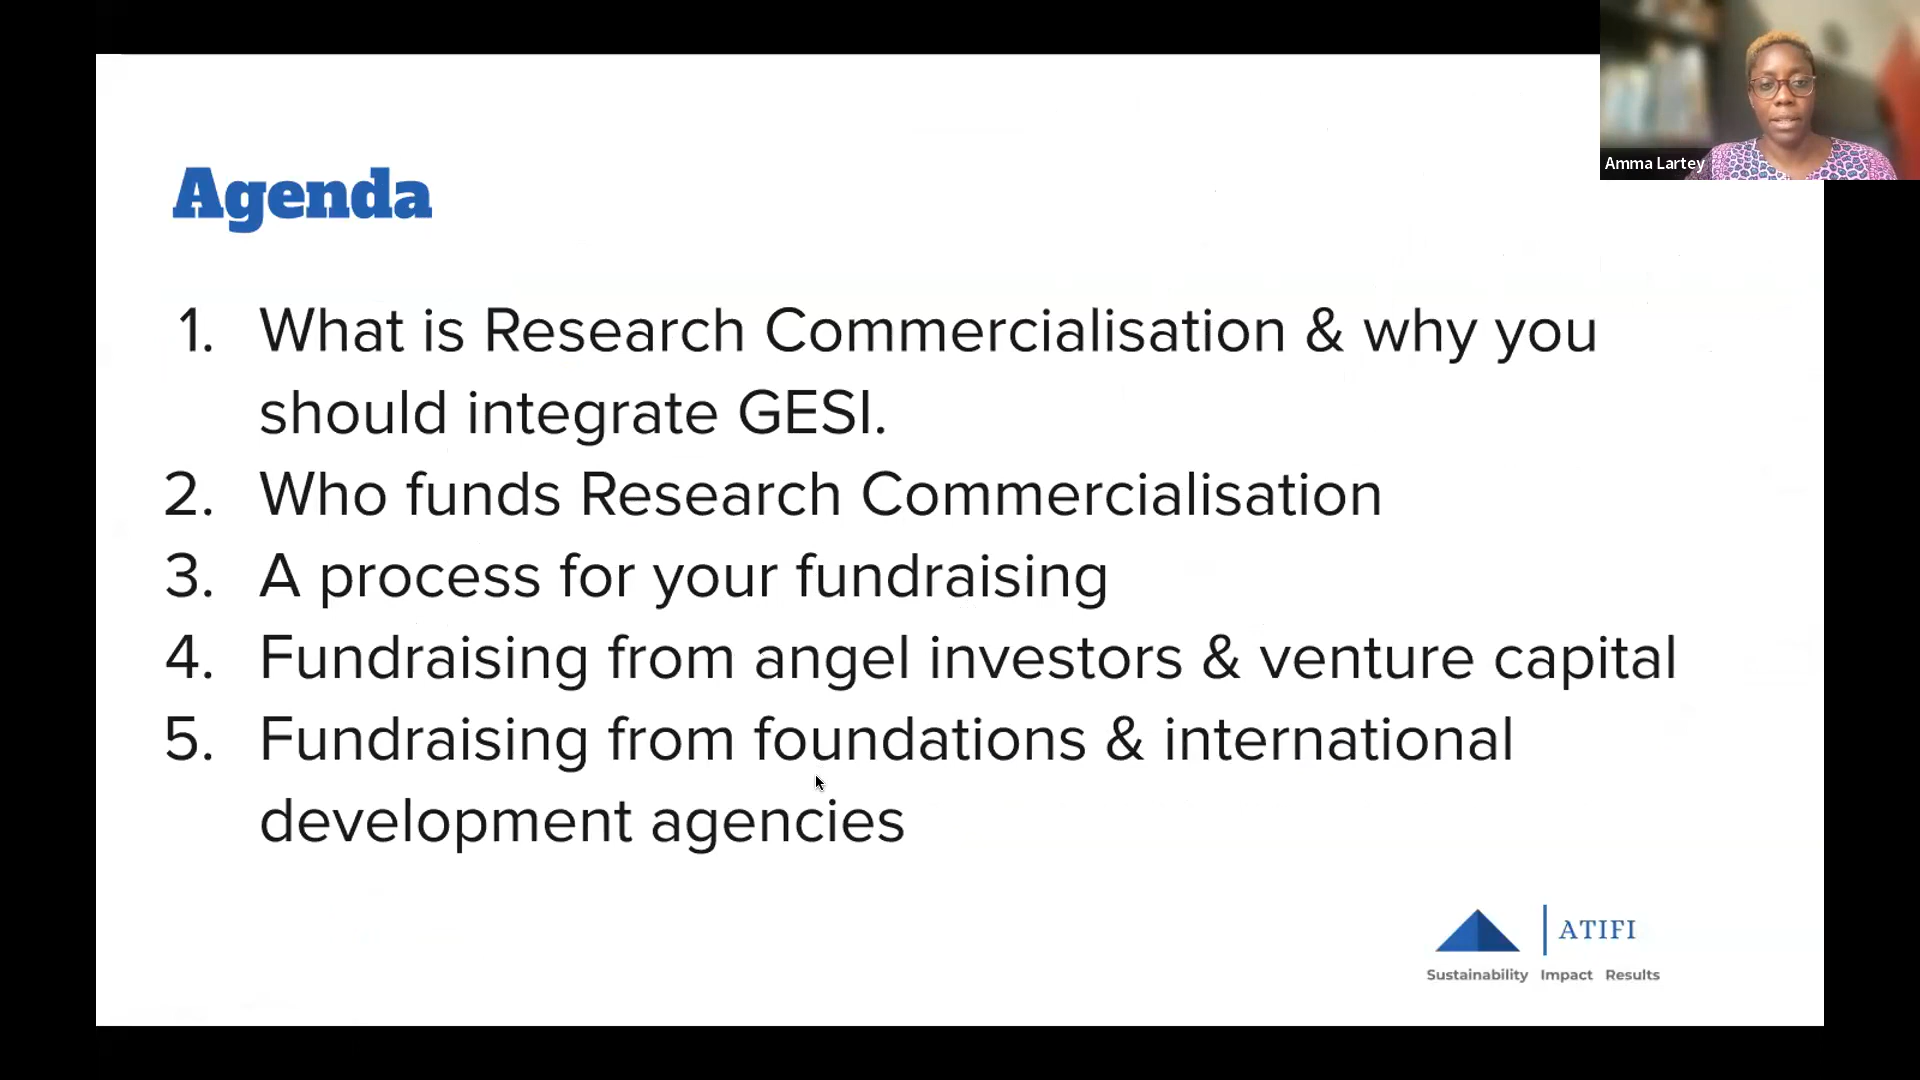 Amma Lartey
Agenda
1. What is Research Commercialisation & why you
should integrate GESI.
2. Who funds Research Commercialisation
3. A process for your fundraising
4. Fundraising from angel investors & venture capital
5. Fundraising from foundations & international
development agencies
ATIFI
Sustainability Impact Results